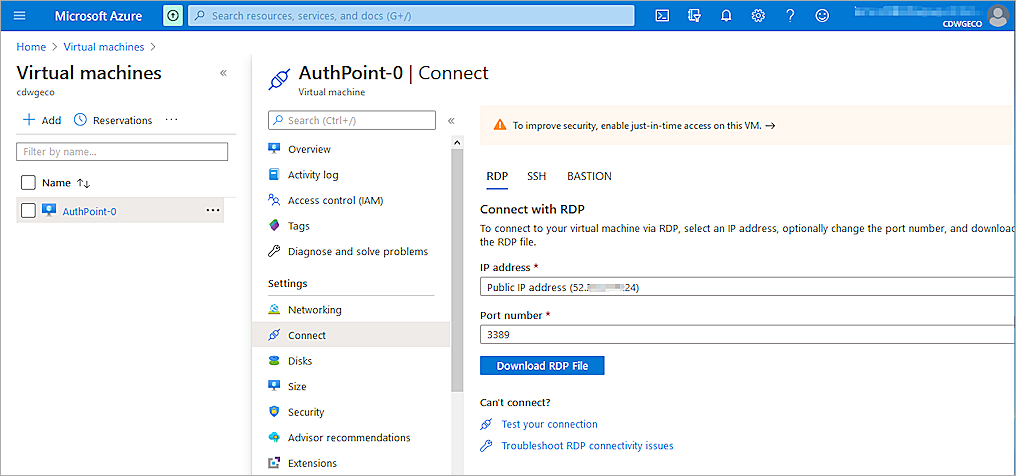 Microsoft Azure
Search resources, services, and docs (G+/)
CDWGECO
Home > Virtual machines >
Virtual machines
cdwgeco
Add
Reservations
Filter by name...
Name
AuthPoint-0
AuthPoint-0 | Connect
Virtual machine
Search (Ctrl+/)
Overview
Activity log
Access control (IAM)
Tags
Diagnose and solve problems
Settings
Networking
Connect
Disks
Size
Security
Advisor recommendations
Extensions
To improve security, enable just-in-time access on this VM. →
RDP
SSH
BASTION
Connect with RDP
To connect to your virtual machine via RDP, select an IP address, optionally change the port number, and download
the RDP file.
IP address *
Public IP address (52. 24)
Port number *
3389
Download RDP File
Can't connect?
Test your connection
Troubleshoot RDP connectivity issues